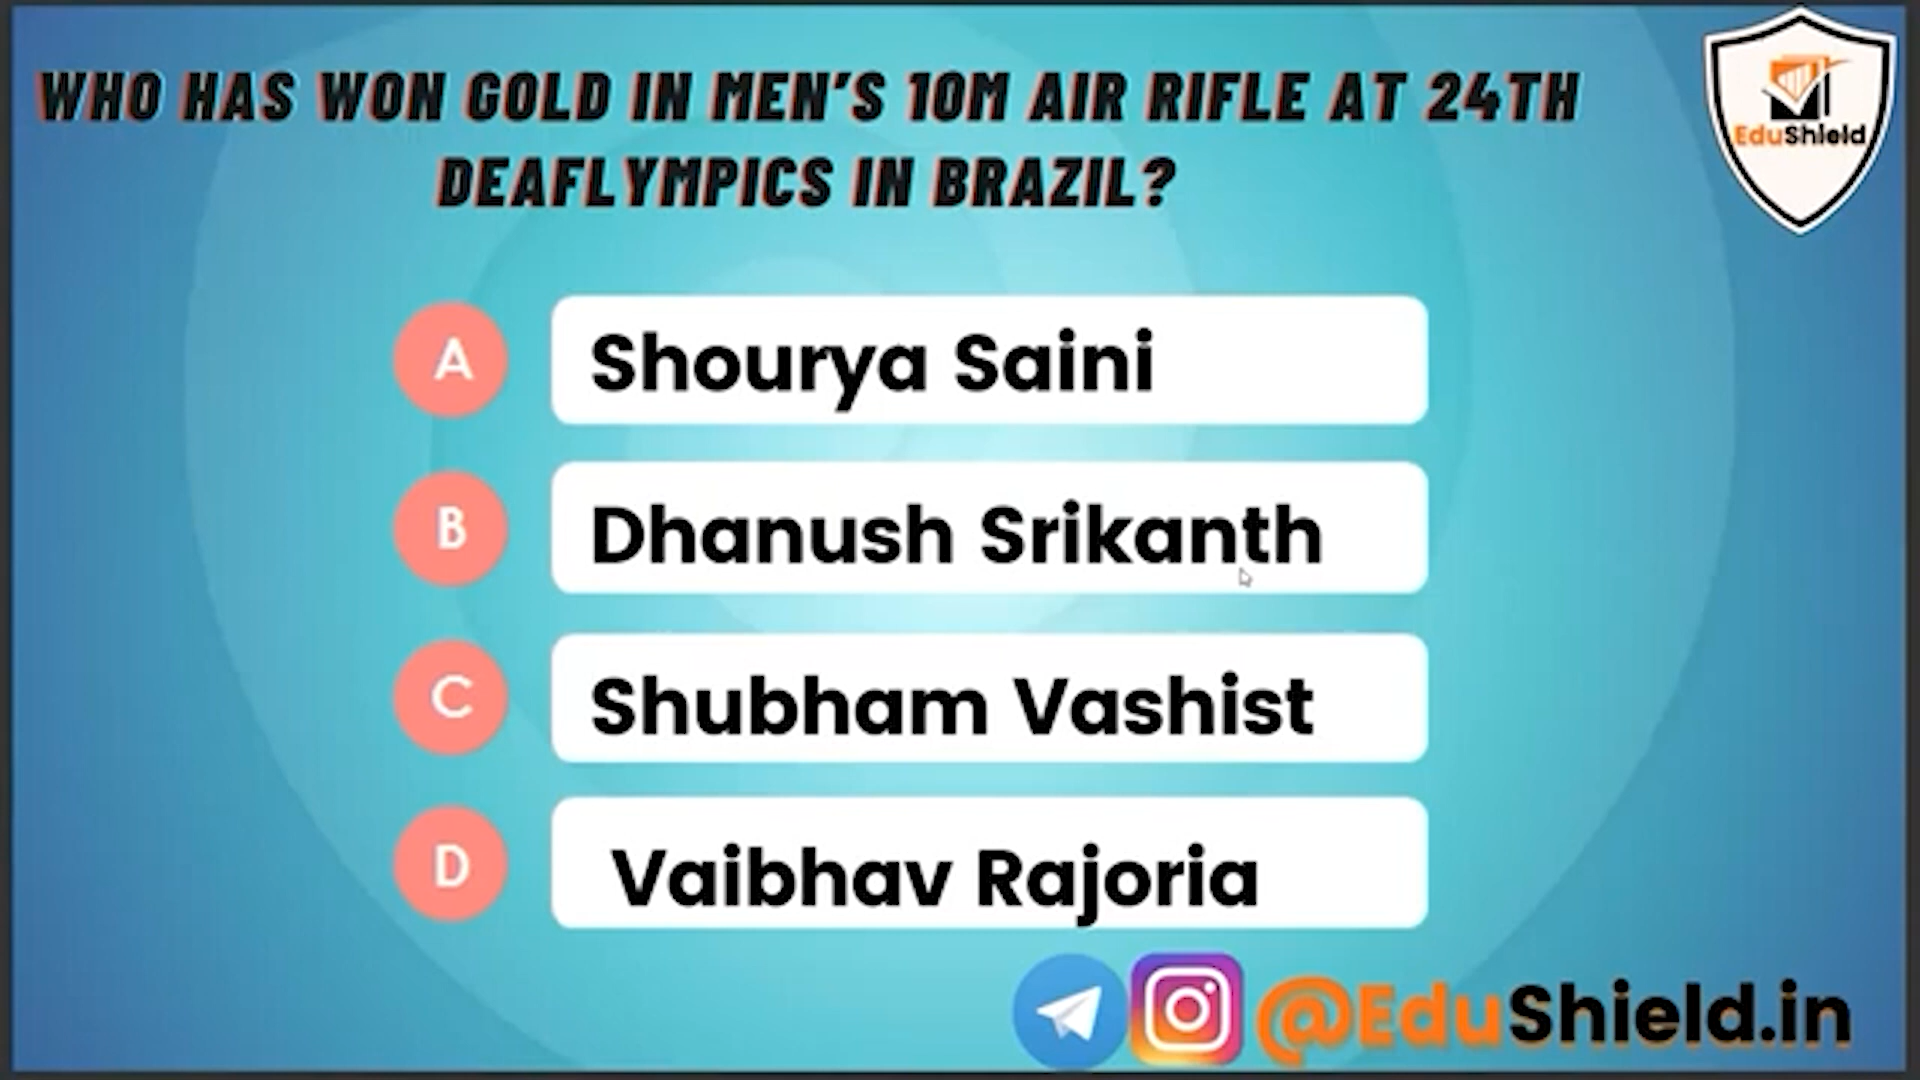 WHO HAS WON GOLD IN MEN'S 10M AIR RIFLE AT 24TH
DEAFLYMPICS IN BRAZIL?
EduShield
A Shourya Saini
B Dhanush Srikanth
C Shubham Vashist
D Vaibhav Rajoria
@EduShield.in